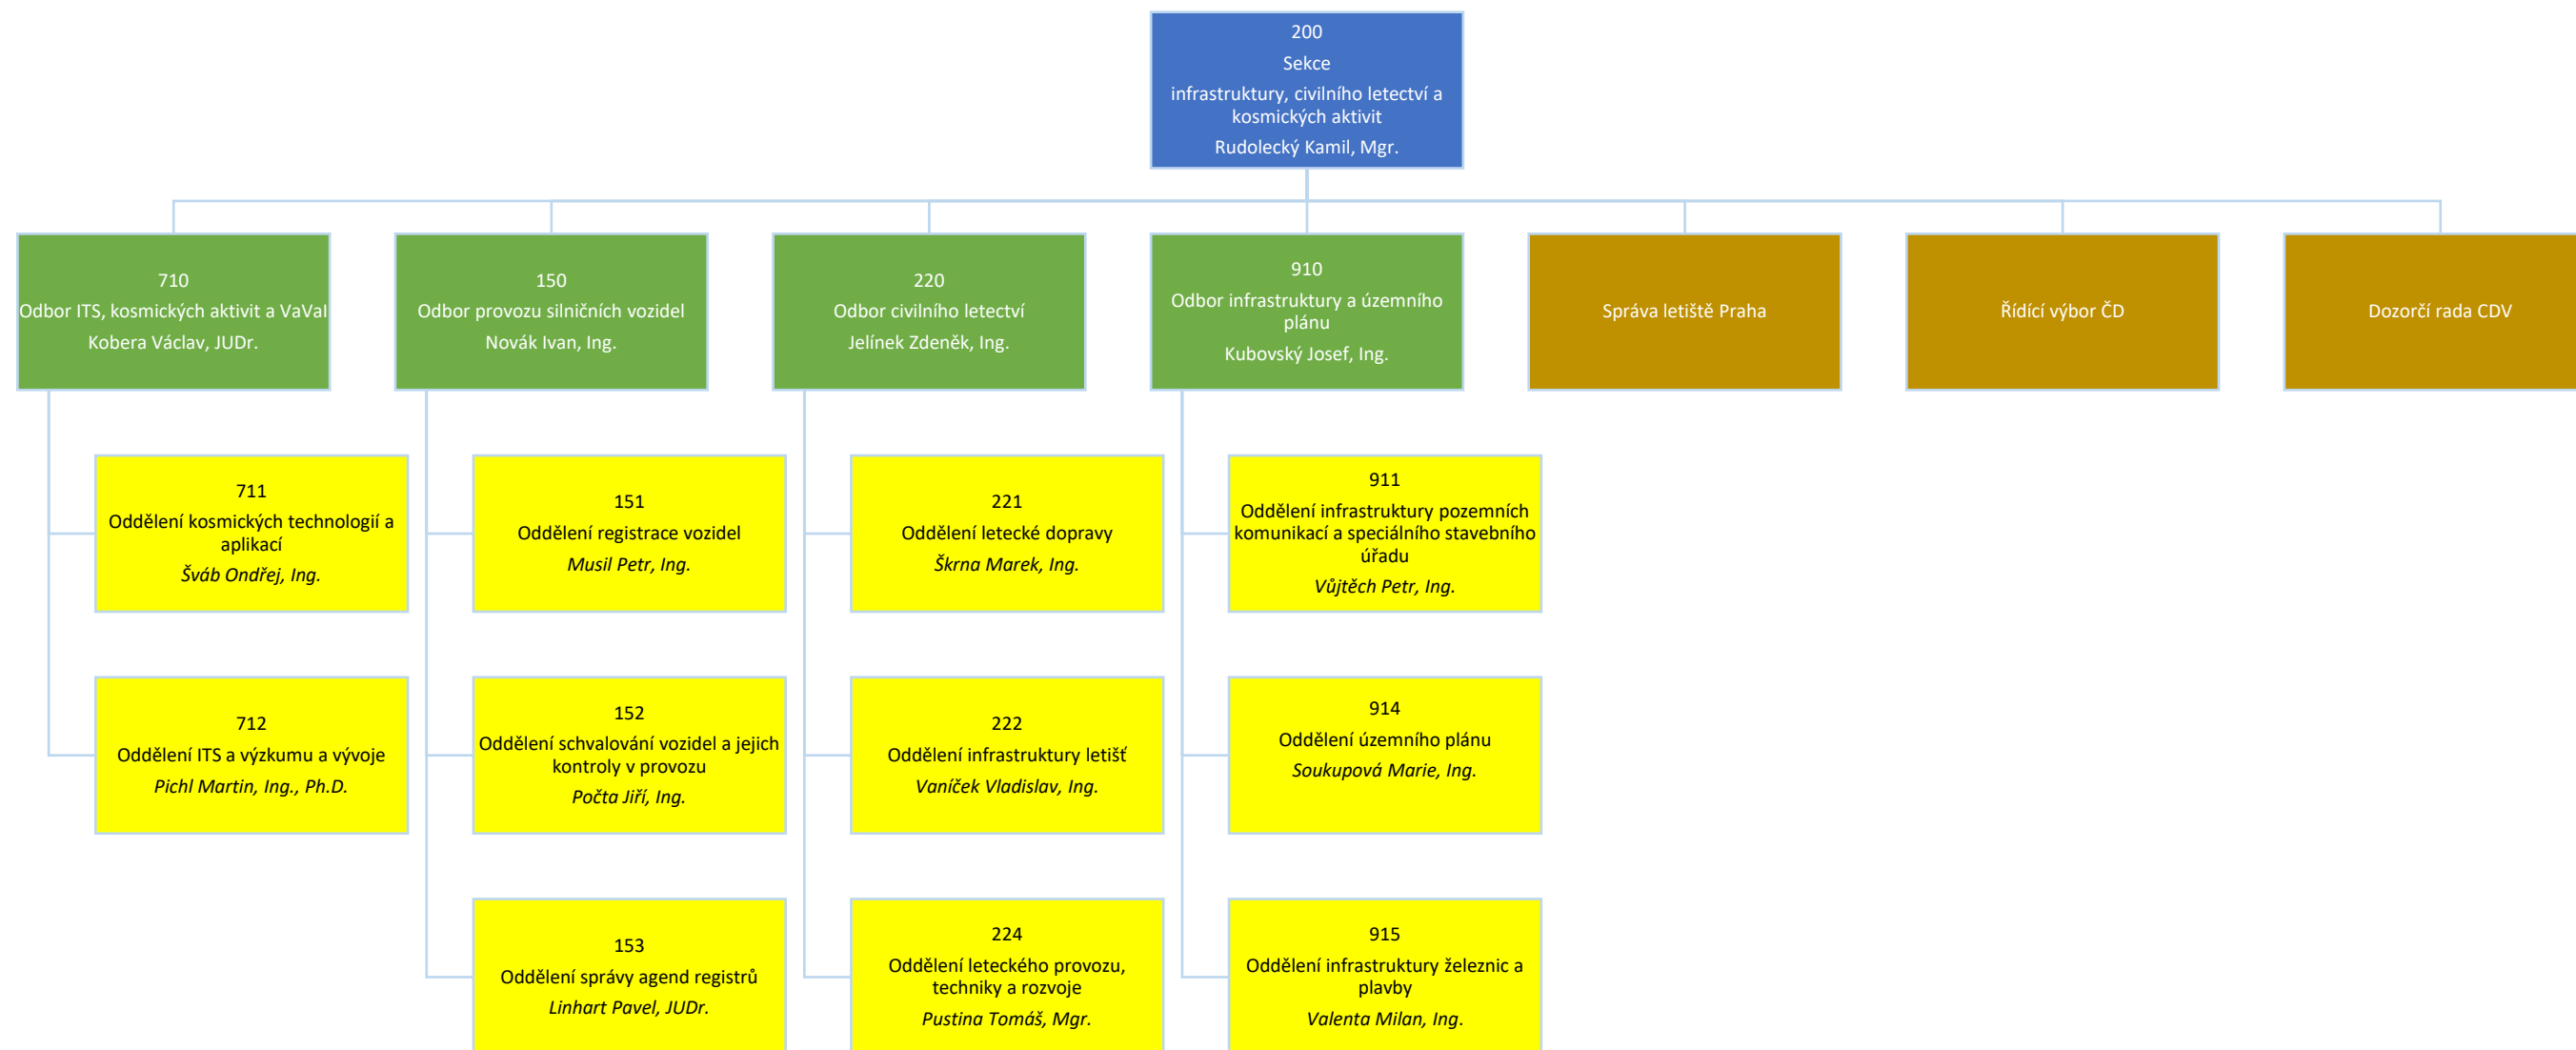 200
Sekce
infrastruktury, civilního letectví a
kosmických aktivit
Rudolecký Kamil, Mgr.
710
Odbor ITS, kosmických aktivit a VaVaI
Kobera Václav, JUDr.
150
Odbor provozu silničních vozidel
Novák Ivan, Ing.
220
Odbor civilního letectví
Jelínek Zdeněk, Ing.
910
Odbor infrastruktury a územního
plánu
Kubovský Josef, Ing.
Správa letiště Praha
Řídící výbor ČD
Dozorčí rada CDV
711
Oddělení kosmických technologií a
aplikací
Šváb Ondřej, Ing.
151
Oddělení registrace vozidel
Musil Petr, Ing.
221
Oddělení letecké dopravy
Škrna Marek, Ing.
911
Oddělení infrastruktury pozemních
komunikací a speciálního stavebního
úřadu
Vůjtěch Petr, Ing.
712
Oddělení ITS a výzkumu a vývoje
Pichl Martin, Ing., Ph.D.
152
Oddělení schvalování vozidel a jejich
kontroly v provozu
Počta Jiří, Ing.
222
Oddělení infrastruktury letišť
Vaníček Vladislav, Ing.
914
Oddělení územního plánu
Soukupová Marie, Ing.
153
Oddělení správy agend registrů
Linhart Pavel, JUDr.
224
Oddělení leteckého provozu,
techniky a rozvoje
Pustina Tomáš, Mgr.
915
Oddělení infrastruktury železnic a
plavby
Valenta Milan, Ing.